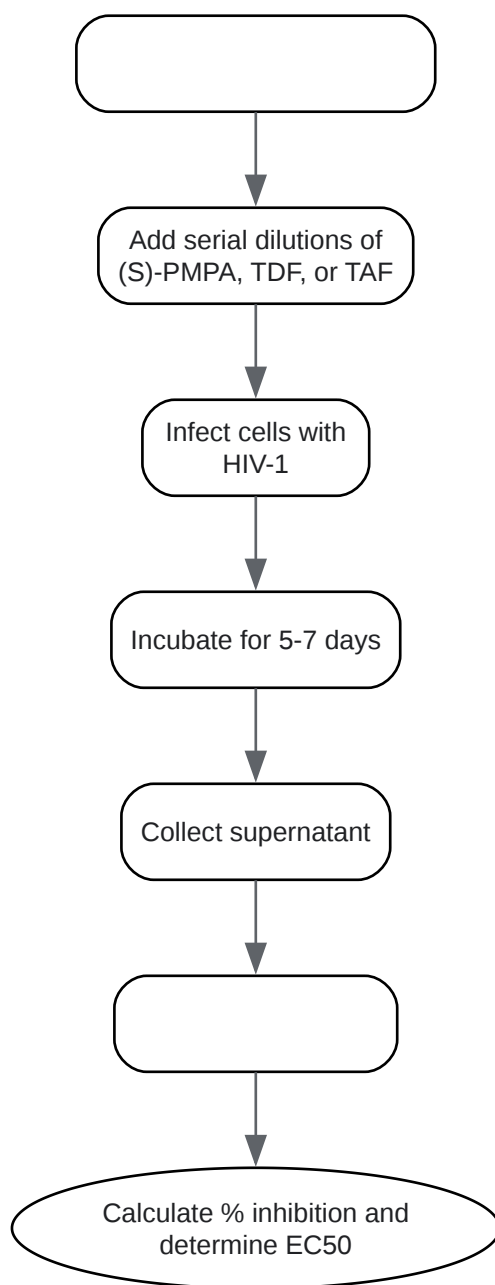 Add serial dilutions of
(S)-PMPA, TDF, or TAF
Infect cells with
HIV-1
Incubate for 5-7 days
Collect supernatant
Calculate % inhibition and
determine EC50